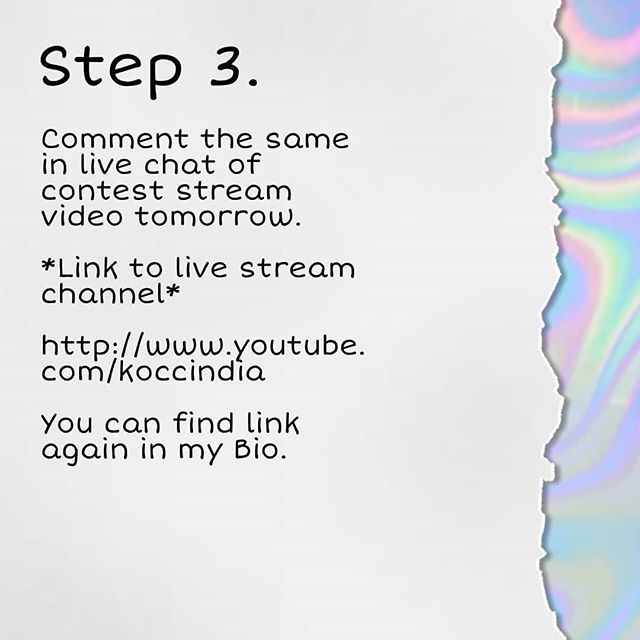 Step 3.
Comment the same
in live chat of
contest stream
video tomorrow.
*Link to live stream
channel*
http://www.youtube.
com/koccindia
You can find link
again in my Bio.